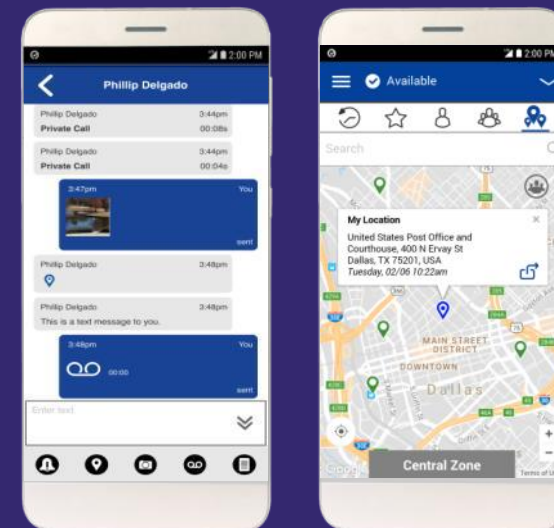 2:00 PM
Phillip Delgado
Phillip Delgado 3:44pm
Private Call 00:08s
Phillip Delgado 3:44pm
Private Call 00:04s
3:47pm You
sent
Phillip Delgado 3:48pm
Phillip Delgado 3:48pm
This is a text message to you.
3:48pm You
00:00
sent
Enter text
2:00 PM
Available
Search
My Location
United States Post Office and
Courthouse, 400 N Ervay St
Dallas, TX 75201, USA
Tuesday, 02/06 10:22am
75
MAIN STREET
DISTRICT
DOWNTOWN
Dallas
Google
Central Zone
Terms of U